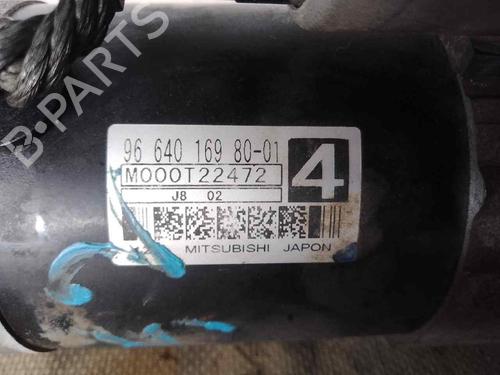 B-PARTS
96 640 169 80-01
M000T22472
4
J8 02
MITSUBISHI JAPON